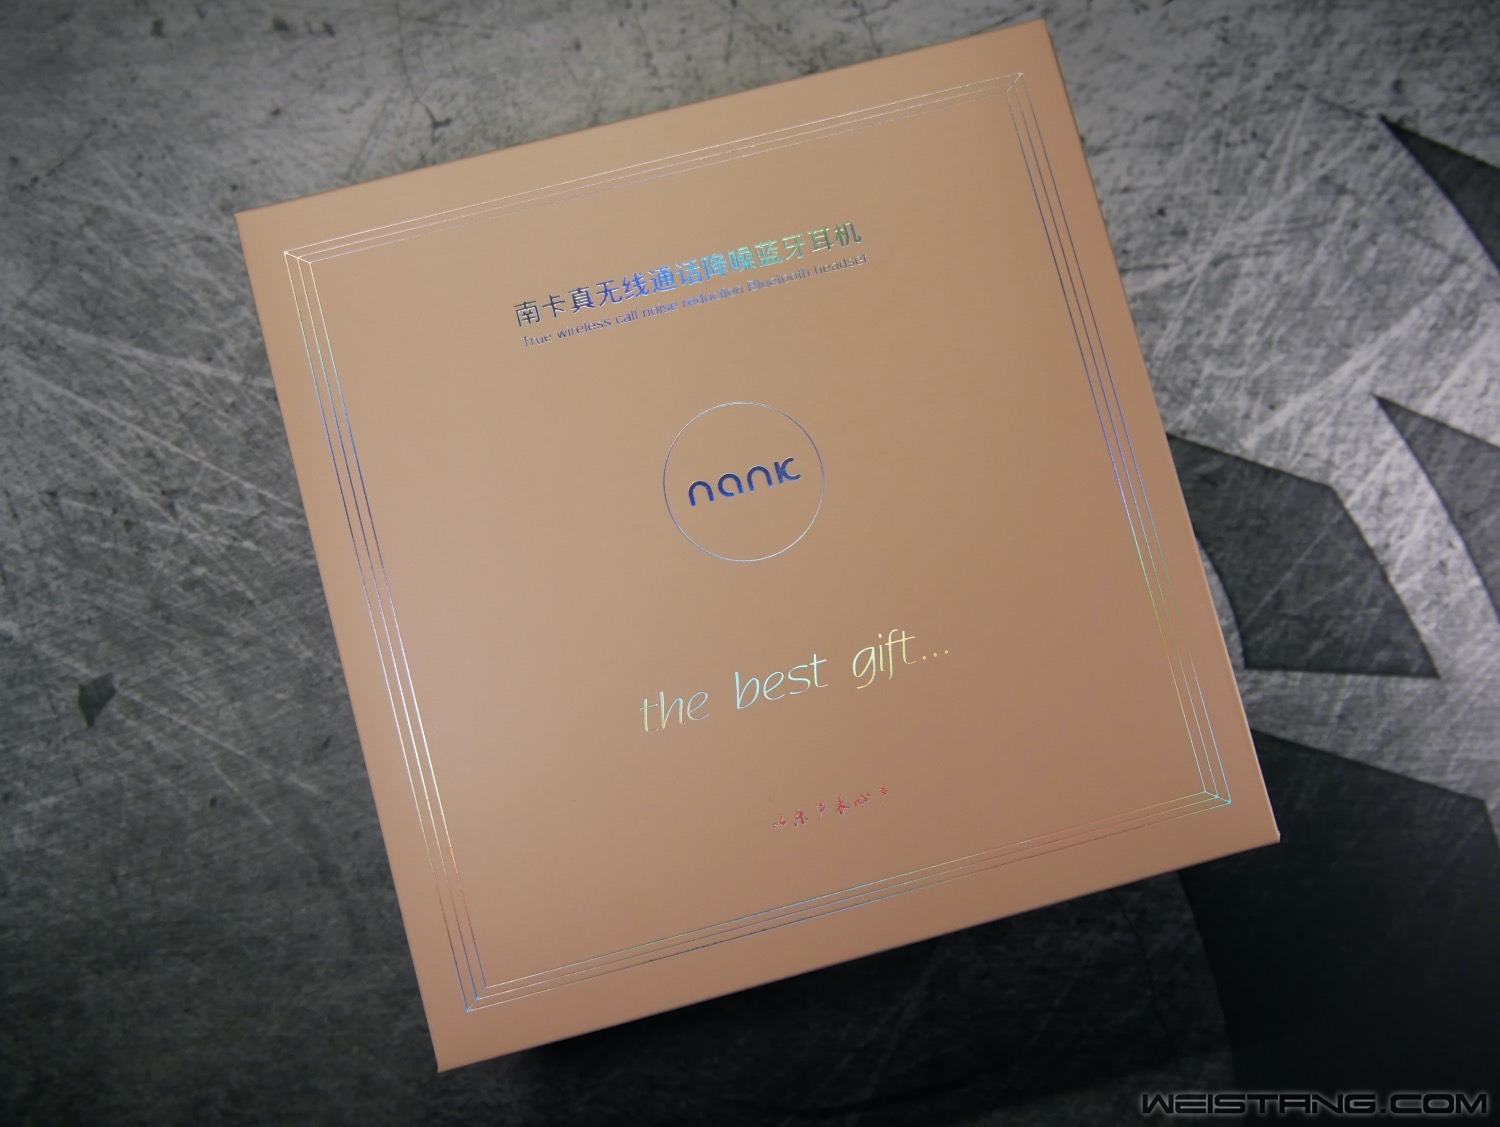 南卡真无线通话降噪蓝牙耳机
True wireless call noise reduction Bluetooth headset
nank
the best gift...
WEISTANG.COM